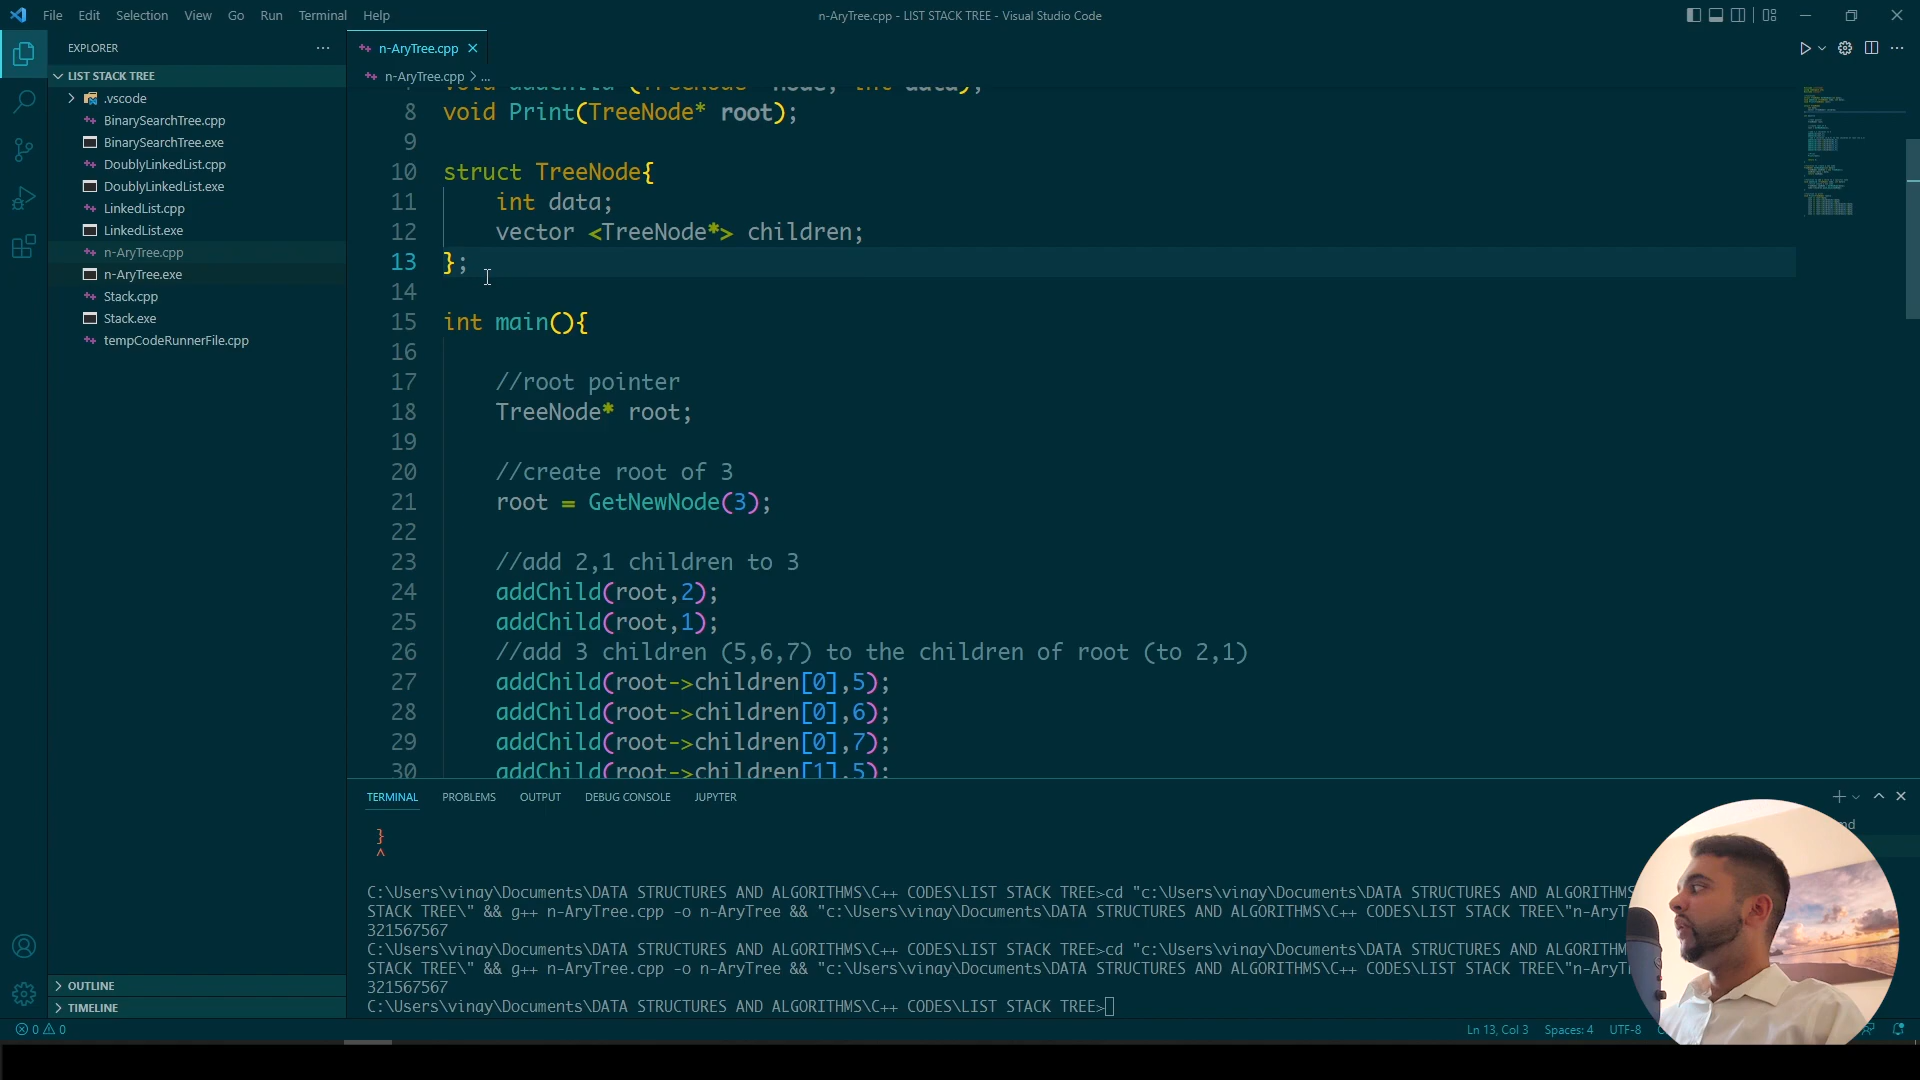 File Edit Selection View Go Run Terminal Help
n-AryTree.cpp - LIST STACK TREE - Visual Studio Code
EXPLORER
LIST STACK TREE
.vscode
BinarySearchTree.cpp
BinarySearchTree.exe
DoublyLinkedList.cpp
DoublyLinkedList.exe
LinkedList.cpp
LinkedList.exe
n-AryTree.cpp
n-AryTree.exe
Stack.cpp
Stack.exe
tempCodeRunnerFile.cpp
OUTLINE
TIMELINE
n-AryTree.cpp
n-AryTree.cpp > ...
8 void Print(TreeNode* root);
9
10 struct TreeNode{
11 int data;
12 vector <TreeNode*> children;
13 };
14
15 int main(){
16
17 //root pointer
18 TreeNode* root;
19
20 //create root of 3
21 root = GetNewNode(3);
22
23 //add 2,1 children to 3
24 addChild(root,2);
25 addChild(root,1);
26 //add 3 children (5,6,7) to the children of root (to 2,1)
27 addChild(root->children[0],5);
28 addChild(root->children[0],6);
29 addChild(root->children[0],7);
30 addChild(root->children[1],5);
TERMINAL PROBLEMS OUTPUT DEBUG CONSOLE JUPYTER
}
^
C:\Users\vinay\Documents\DATA STRUCTURES AND ALGORITHMS\C++ CODES\LIST STACK TREE>cd "c:\Users\vinay\Documents\DATA STRUCTURES AND ALGORITHMS
STACK TREE\" && g++ n-AryTree.cpp -o n-AryTree && "c:\Users\vinay\Documents\DATA STRUCTURES AND ALGORITHMS\C++ CODES\LIST STACK TREE\"n-AryT
321567567
C:\Users\vinay\Documents\DATA STRUCTURES AND ALGORITHMS\C++ CODES\LIST STACK TREE>cd "c:\Users\vinay\Documents\DATA STRUCTURES AND ALGORITHMS
STACK TREE\" && g++ n-AryTree.cpp -o n-AryTree && "c:\Users\vinay\Documents\DATA STRUCTURES AND ALGORITHMS\C++ CODES\LIST STACK TREE\"n-AryT
321567567
C:\Users\vinay\Documents\DATA STRUCTURES AND ALGORITHMS\C++ CODES\LIST STACK TREE>
0 0
Ln 13, Col 3 Spaces: 4 UTF-8